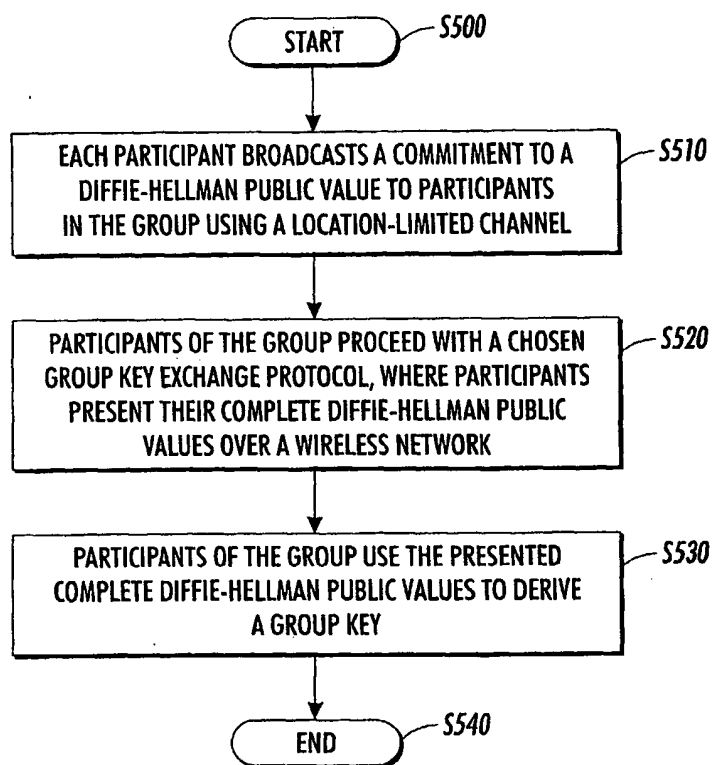 START
S500
EACH PARTICIPANT BROADCASTS A COMMITMENT TO A
DIFFIE-HELLMAN PUBLIC VALUE TO PARTICIPANTS
IN THE GROUP USING A LOCATION-LIMITED CHANNEL
S510
PARTICIPANTS OF THE GROUP PROCEED WITH A CHOSEN
GROUP KEY EXCHANGE PROTOCOL, WHERE PARTICIPANTS
PRESENT THEIR COMPLETE DIFFIE-HELLMAN PUBLIC
VALUES OVER A WIRELESS NETWORK
S520
PARTICIPANTS OF THE GROUP USE THE PRESENTED
COMPLETE DIFFIE-HELLMAN PUBLIC VALUES TO DERIVE
A GROUP KEY
S530
END
S540